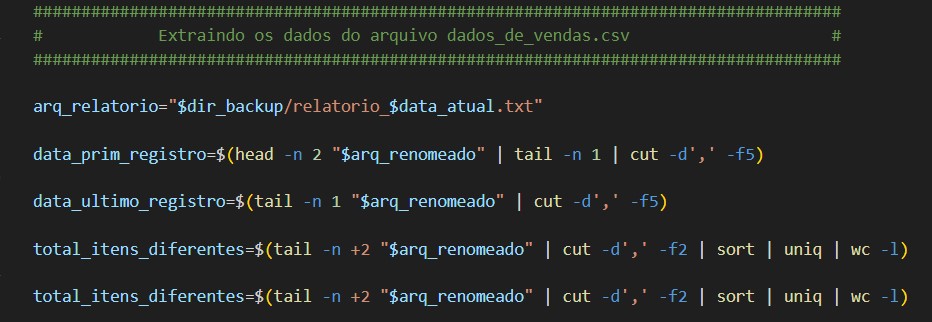 ###################################################################################
#            Extraindo os dados do arquivo dados_de_vendas.csv                     #
###################################################################################
arq_relatorio="$dir_backup/relatorio_$data_atual.txt"
data_prim_registro=$(head -n 2 "$arq_renomeado" | tail -n 1 | cut -d',' -f5)
data_ultimo_registro=$(tail -n 1 "$arq_renomeado" | cut -d',' -f5)
total_itens_diferentes=$(tail -n +2 "$arq_renomeado" | cut -d',' -f2 | sort | uniq | wc -l)
total_itens_diferentes=$(tail -n +2 "$arq_renomeado" | cut -d',' -f2 | sort | uniq | wc -l)